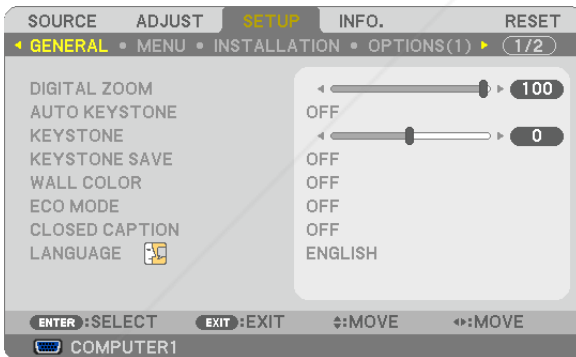 SOURCE ADJUST SETUP INFO. RESET
GENERAL • MENU • INSTALLATION • OPTIONS(1) 1/2
DIGITAL ZOOM 100
AUTO KEYSTONE OFF
KEYSTONE 0
KEYSTONE SAVE OFF
WALL COLOR OFF
ECO MODE OFF
CLOSED CAPTION OFF
LANGUAGE ENGLISH
ENTER :SELECT EXIT :EXIT :MOVE :MOVE
COMPUTER1